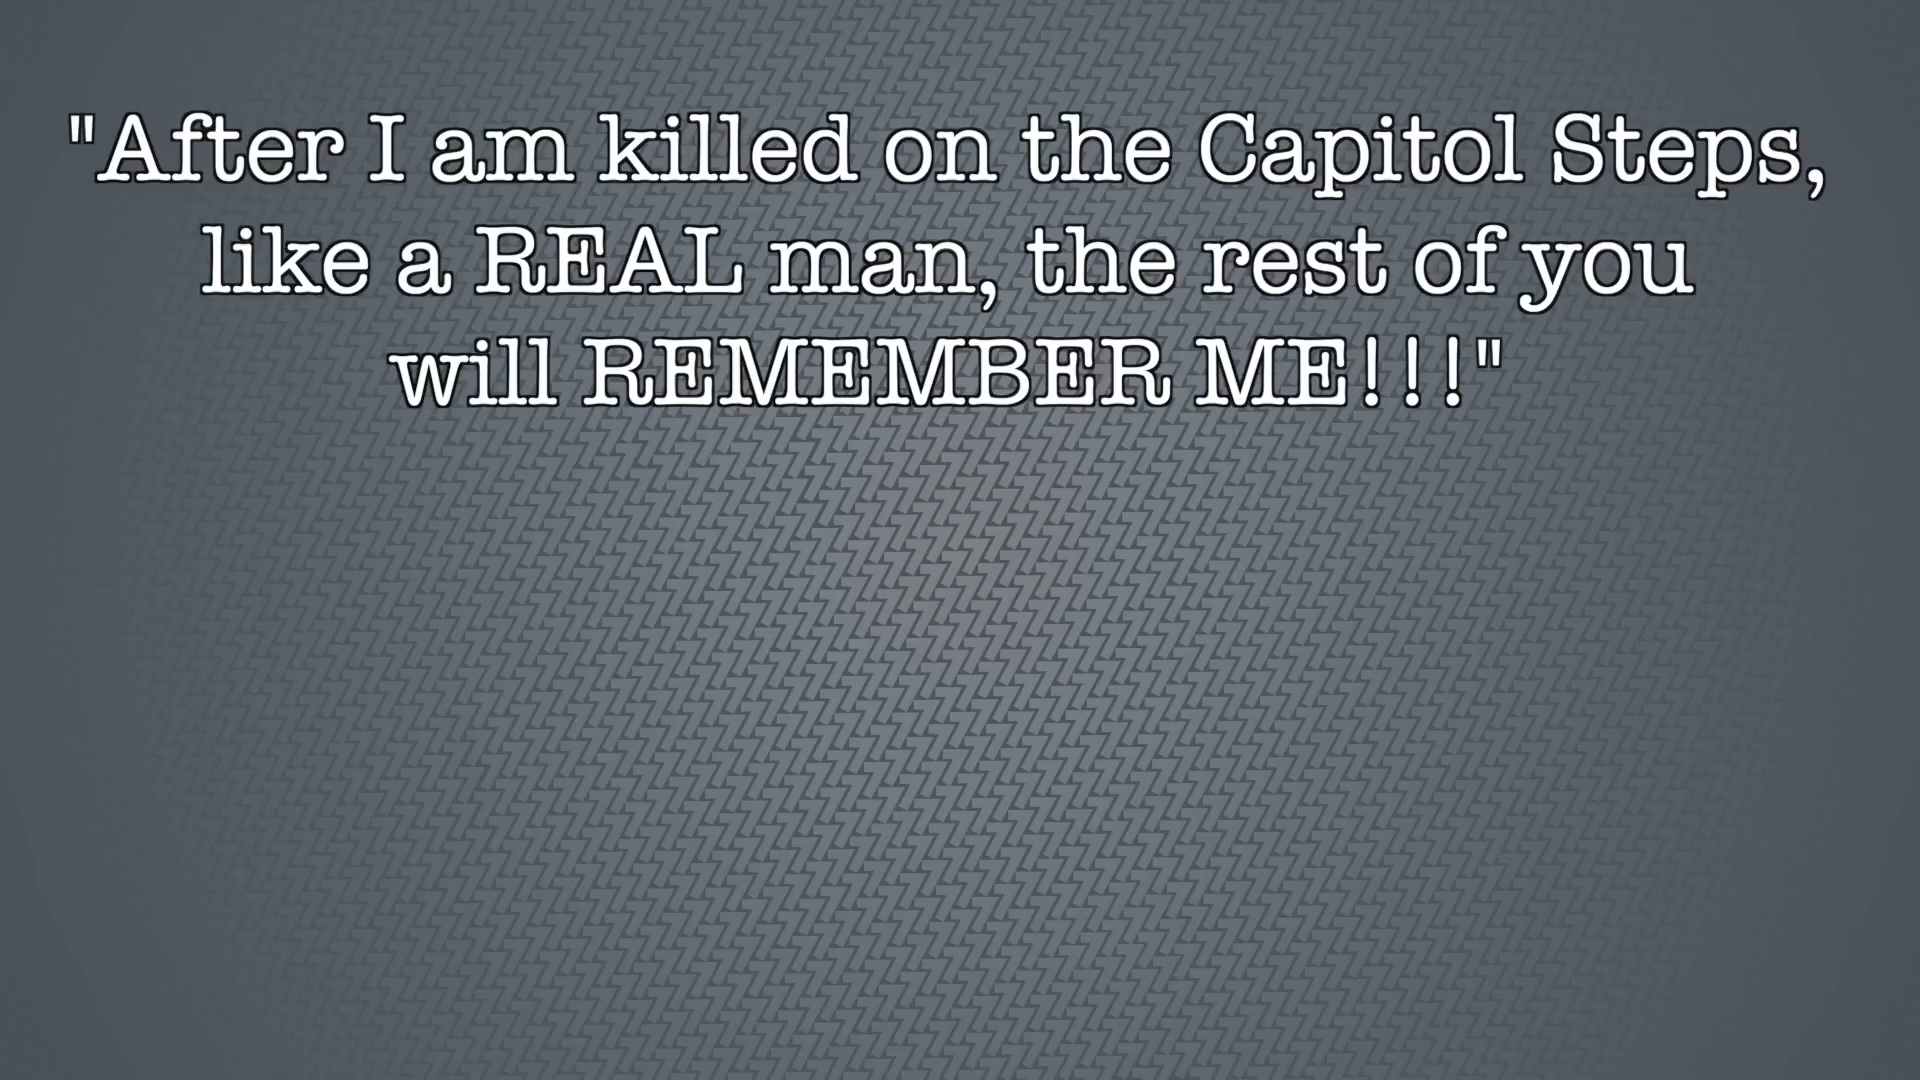 "After I am killed on the Capitol Steps,
like a REAL man, the rest of you
will REMEMBER ME!!!"